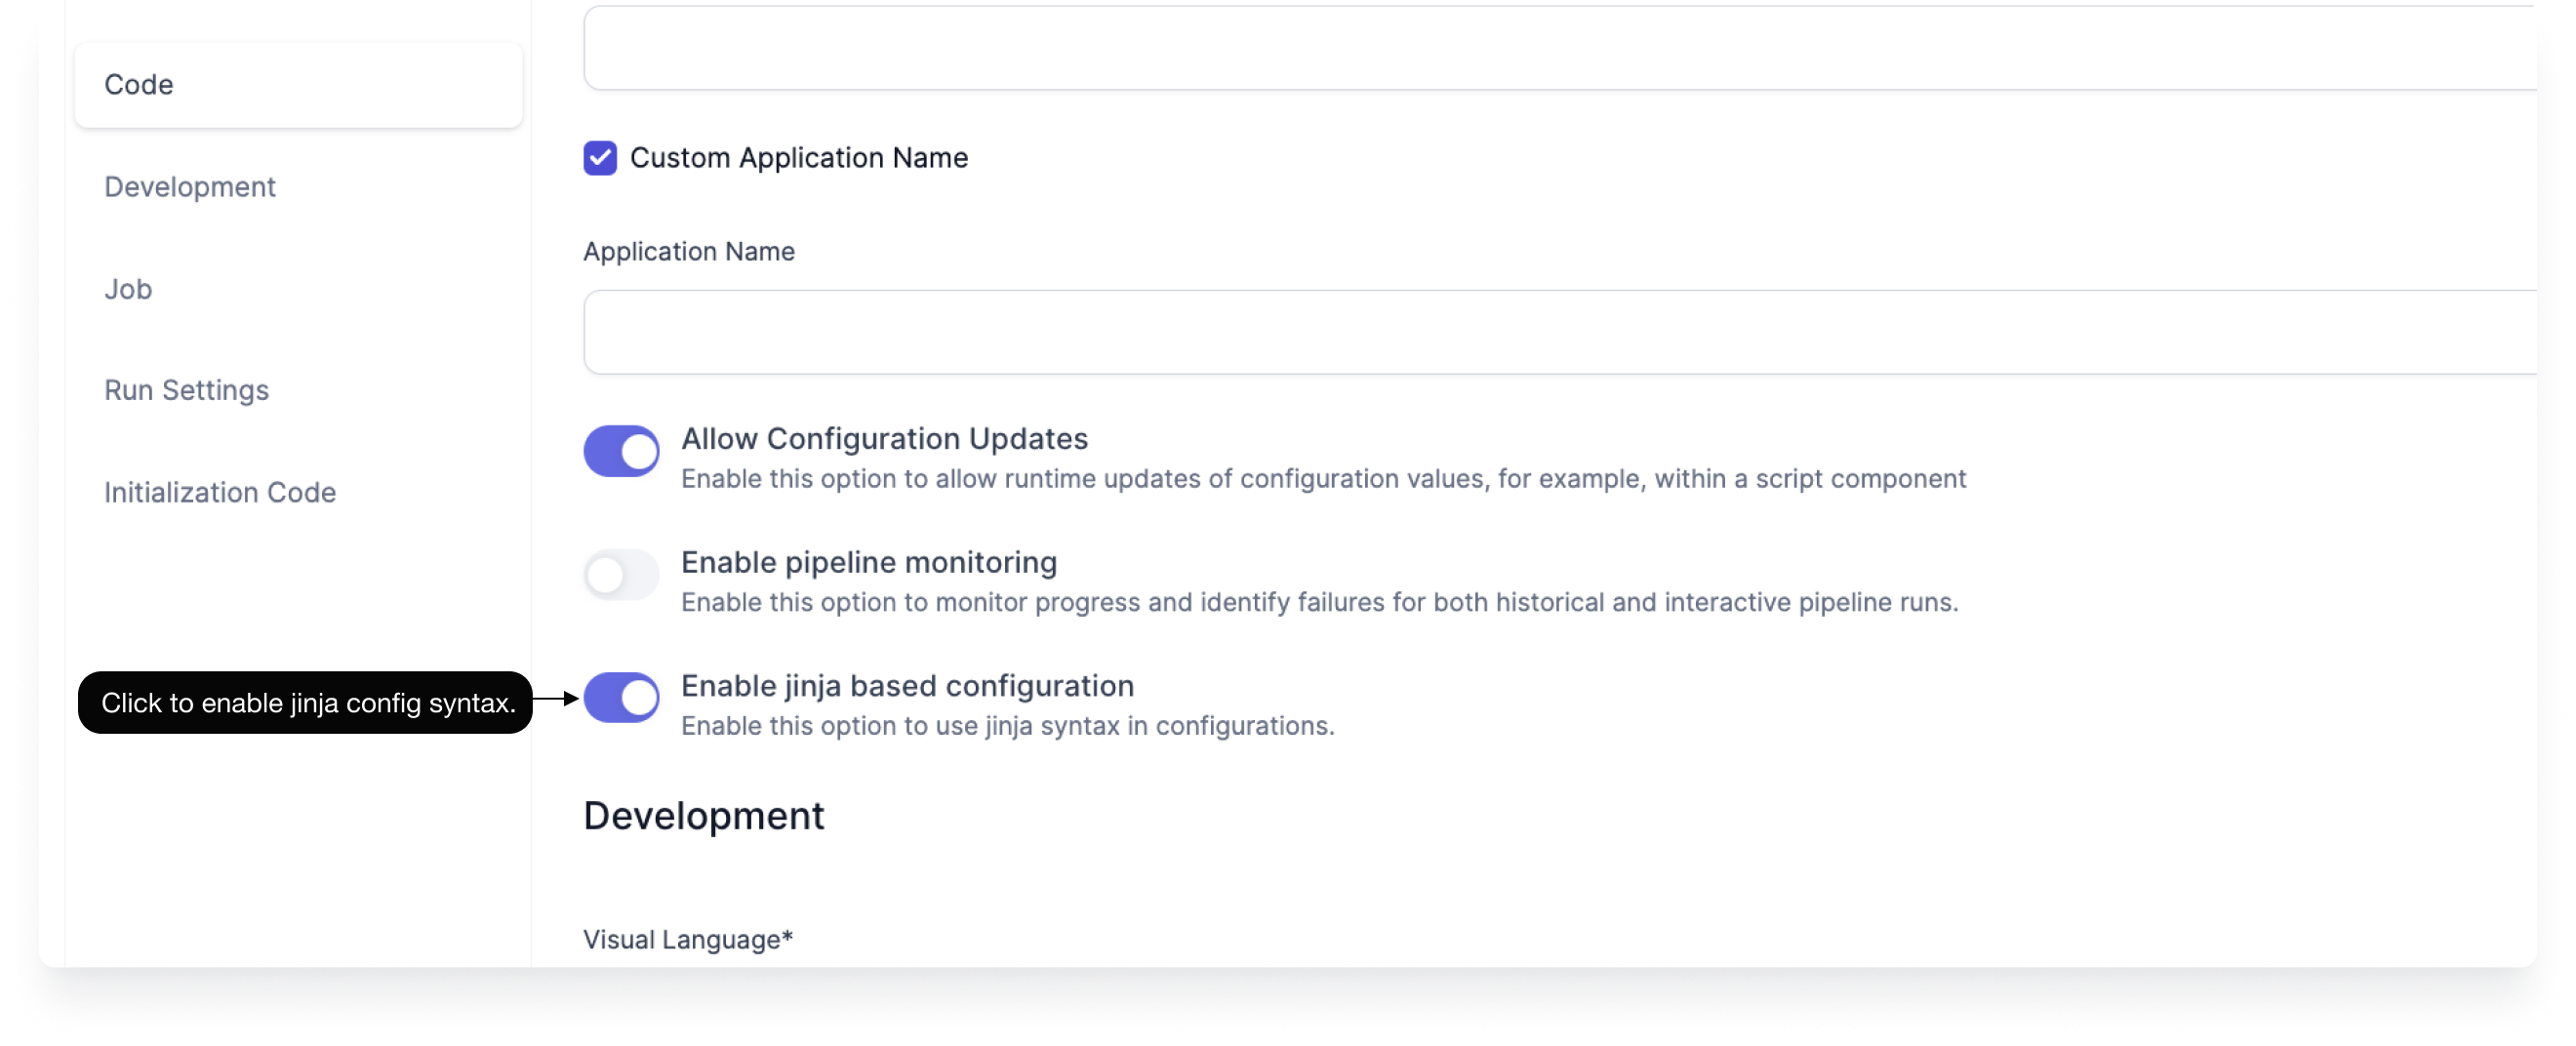 Code
Development
Job
Run Settings
Initialization Code
Custom Application Name
Application Name
Allow Configuration Updates
Enable this option to allow runtime updates of configuration values, for example, within a script component
Enable pipeline monitoring
Enable this option to monitor progress and identify failures for both historical and interactive pipeline runs.
Click to enable jinja config syntax.
Enable jinja based configuration
Enable this option to use jinja syntax in configurations.
Development
Visual Language*